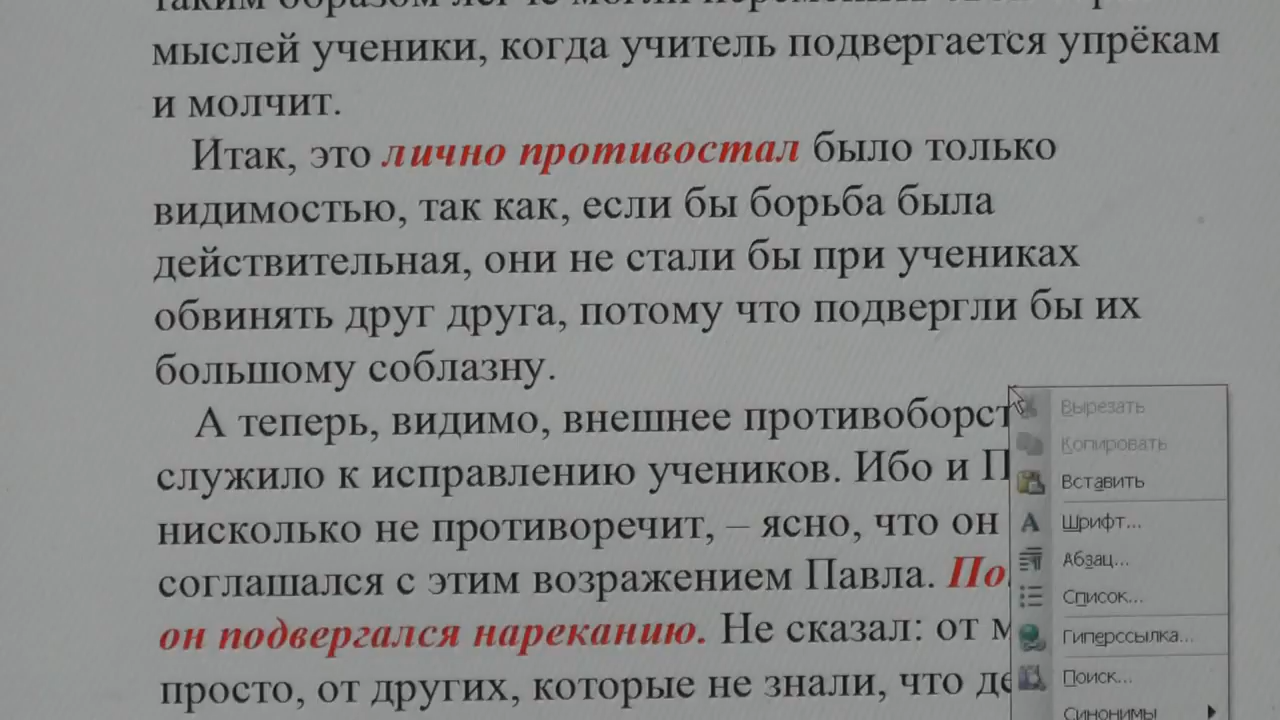 мыслей ученики, когда учитель подвергается упрёкам
и молчит.
Итак, это лично противостал было только
видимостью, так как, если бы борьба была
действительная, они не стали бы при учениках
обвинять друг друга, потому что подвергли бы их
большому соблазну.
А теперь, видимо, внешнее противоборст
служило к исправлению учеников. Ибо и П
нисколько не противоречит, – ясно, что он
соглашался с этим возражением Павла. По
он подвергался нареканию. Не сказал: от м
просто, от других, которые не знали, что де
Вырезать
Копировать
Вставить
Шрифт...
Абзац...
Список...
Гиперссылка...
Поиск...
Синонимы